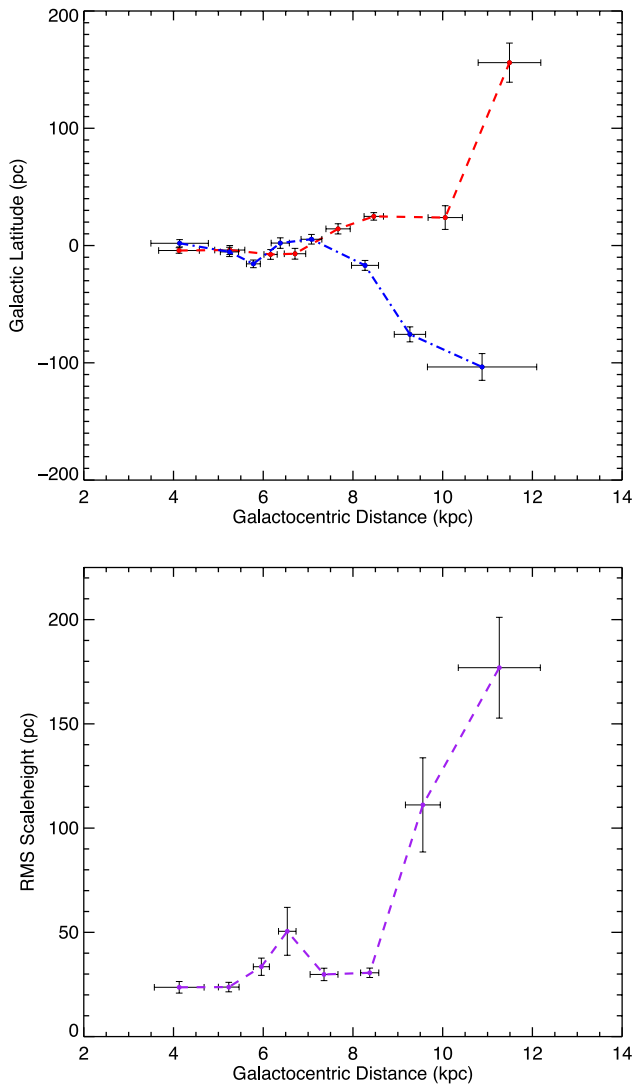 200
100
0
−100
−200
Galactic Latitude (pc)
2 4 6 8 10 12 14
Galactocentric Distance (kpc)
200
150
100
50
0
RMS Scaleheight (pc)
2 4 6 8 10 12 14
Galactocentric Distance (kpc)